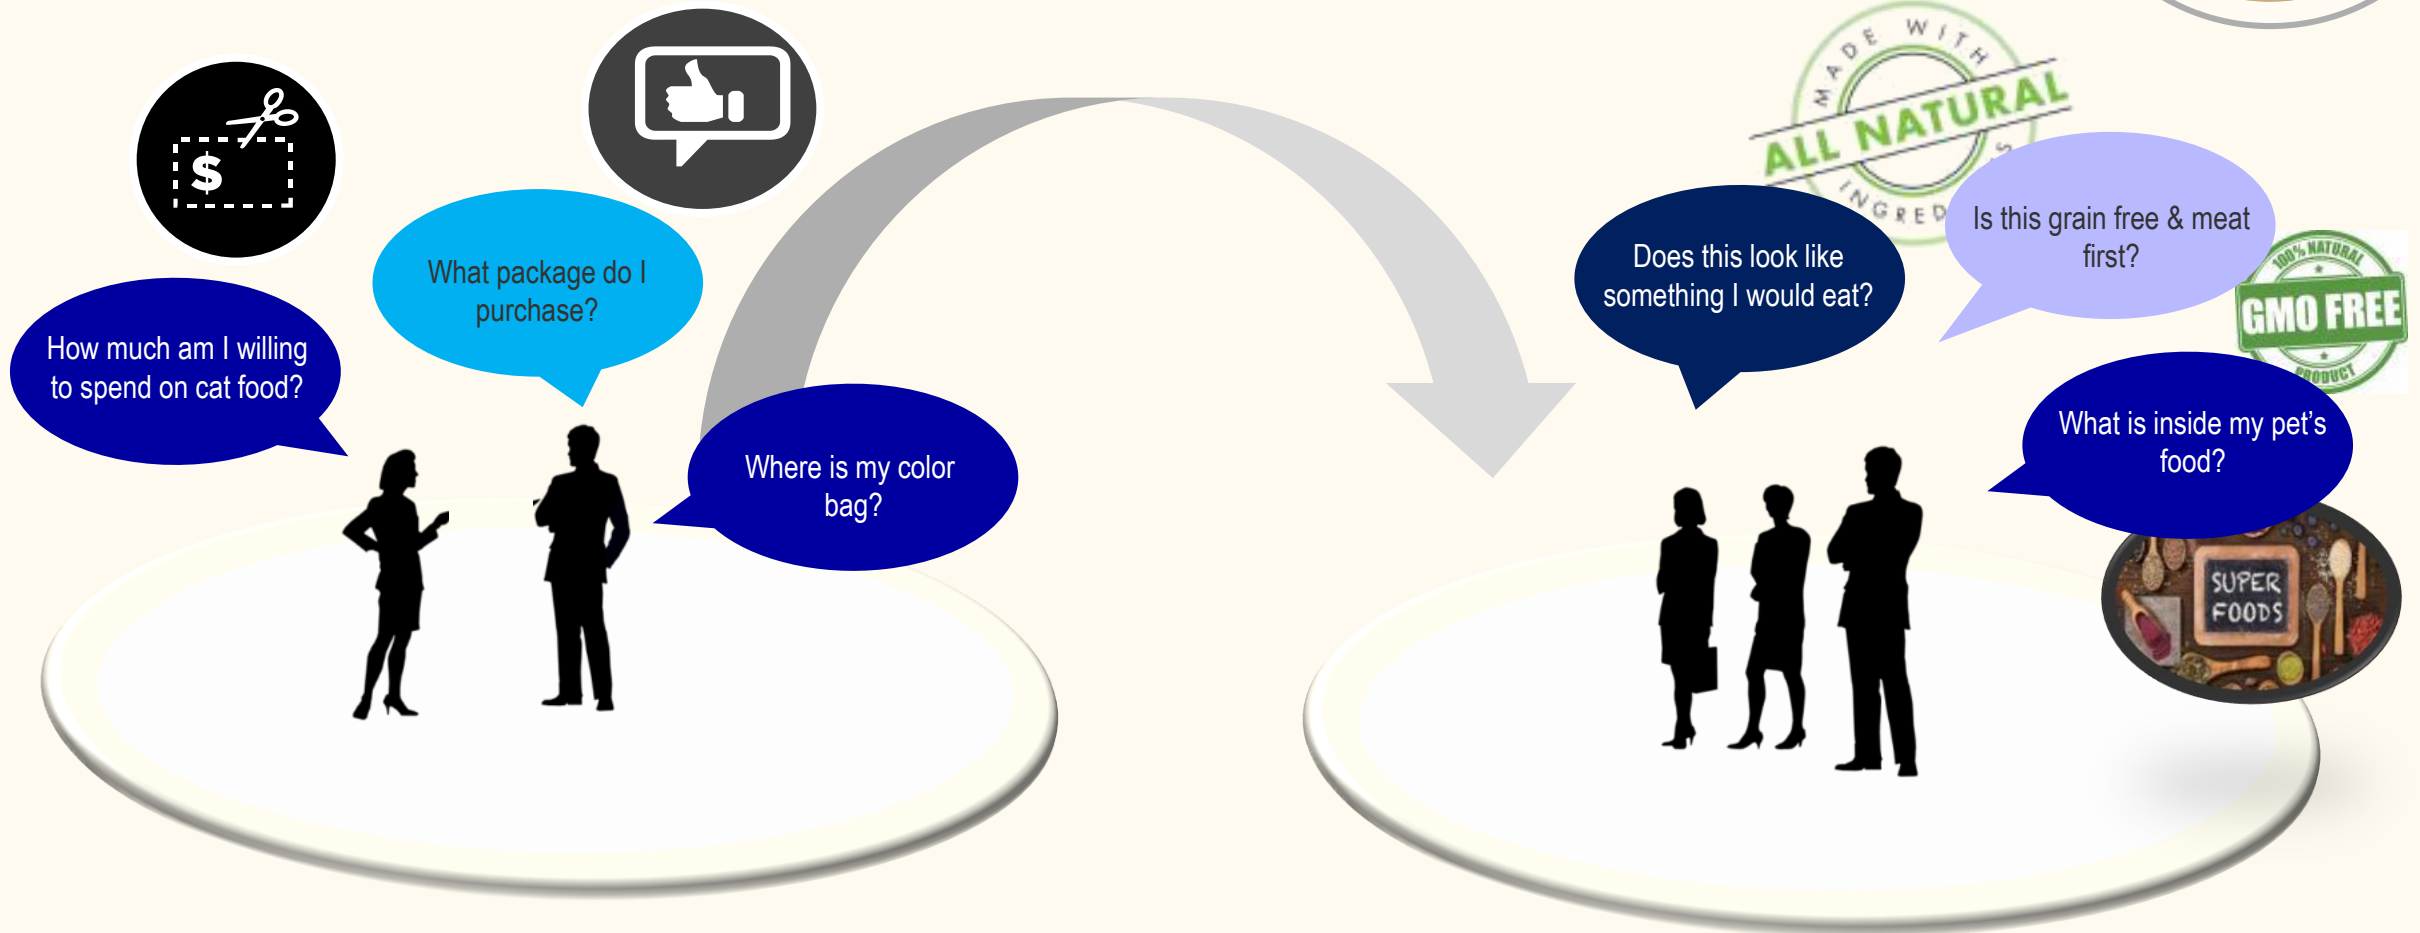 $
How much am I willing
to spend on cat food?
What package do I
purchase?
Where is my color
bag?
MADE WITH
ALL NATURAL
INGRED
Does this look like
something I would eat?
Is this grain free & meat
first?
100% NATURAL
GMO FREE
PRODUCT
What is inside my pet's
food?
SUPER
FOODS